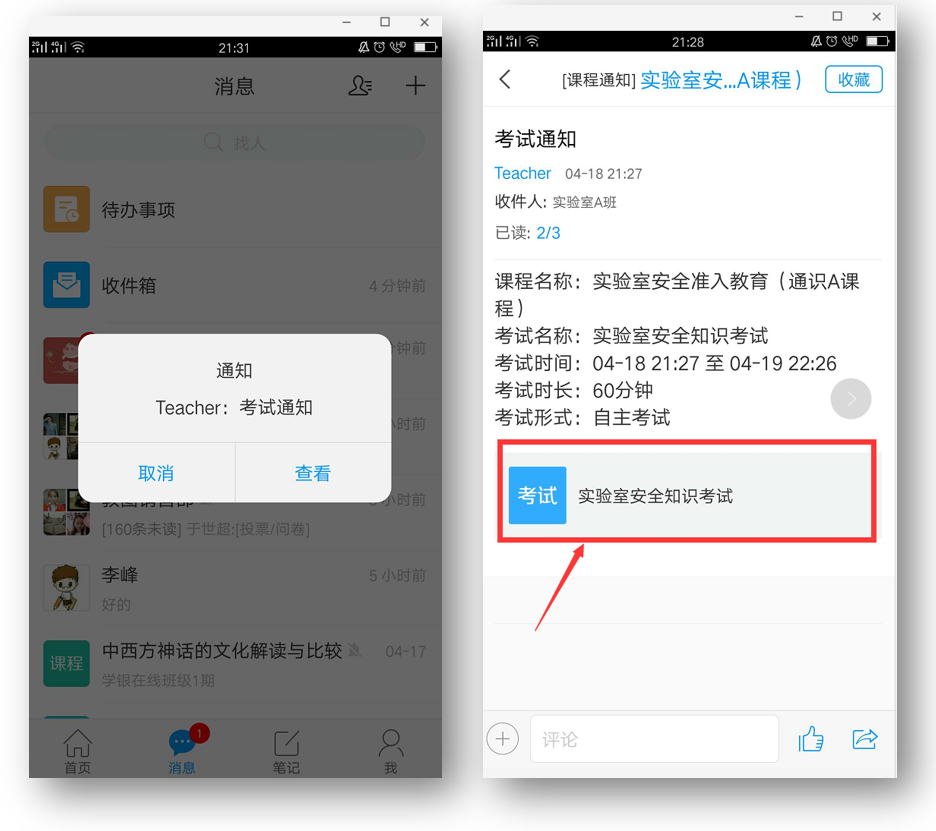 21:31
消息
找人
待办事项
收件箱
4 分钟前
分钟前
小时前
通知
Teacher：考试通知
取消
查看
小时前
[160条未读] 于世超:[投票/问卷]
李峰
5 小时前
好的
课程
中西方神话的文化解读与比较
04-17
学银在线班级1期
首页
1
消息
笔记
我
21:28
[课程通知] 实验室安...A课程）
收藏
考试通知
Teacher 04-18 21:27
收件人: 实验室A班
已读: 2/3
课程名称：实验室安全准入教育（通识A课
程）
考试名称：实验室安全知识考试
考试时间：04-18 21:27 至 04-19 22:26
考试时长：60分钟
考试形式：自主考试
考试
实验室安全知识考试
评论